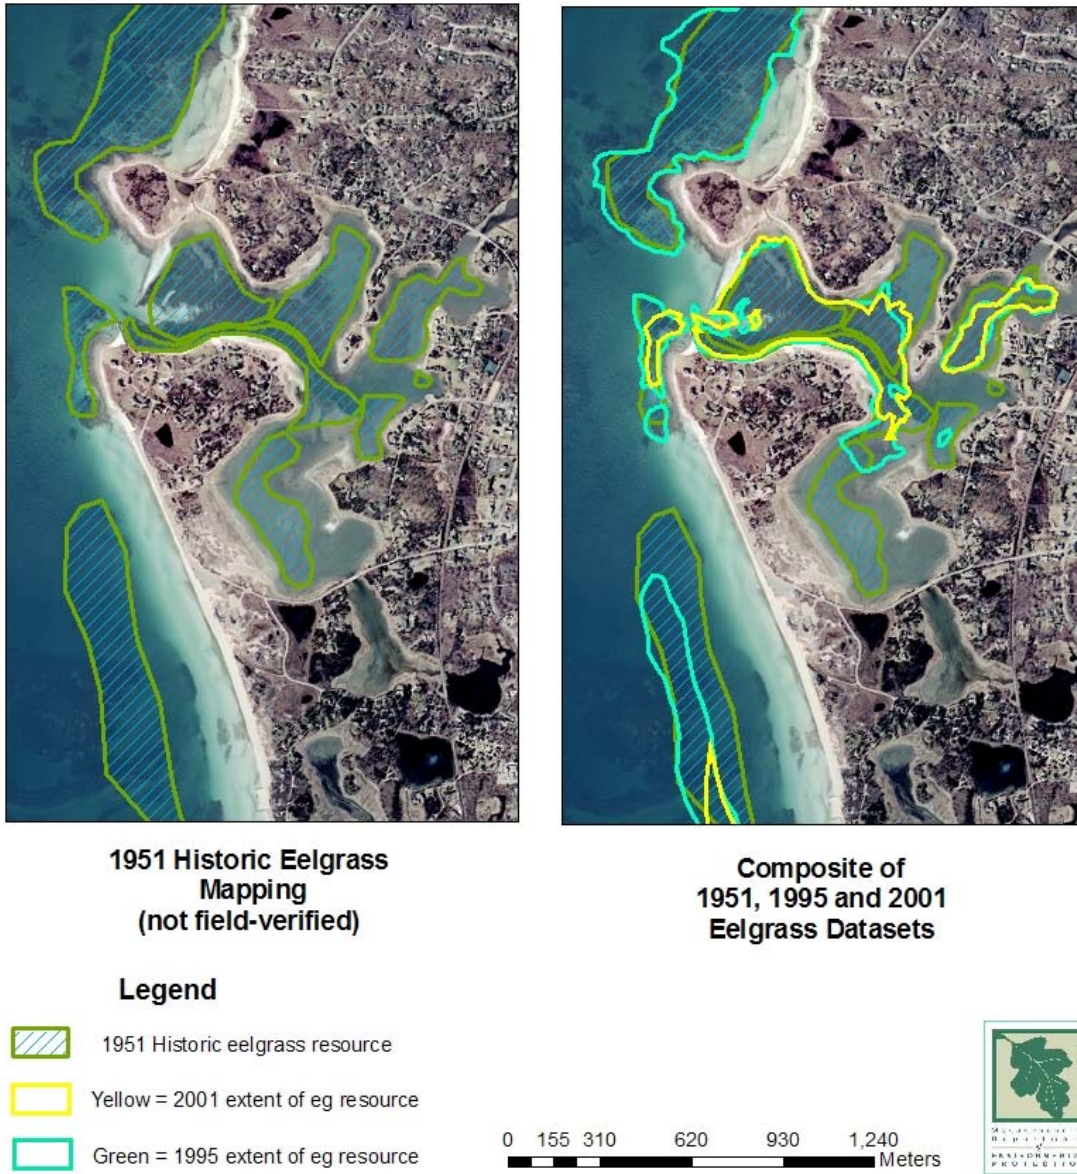 1951 Historic Eelgrass
Mapping
(not field-verified)
Composite of
1951, 1995 and 2001
Eelgrass Datasets
Legend
1951 Historic eelgrass resource
Yellow = 2001 extent of eg resource
Green = 1995 extent of eg resource
0 155 310 620 930 1,240
Meters